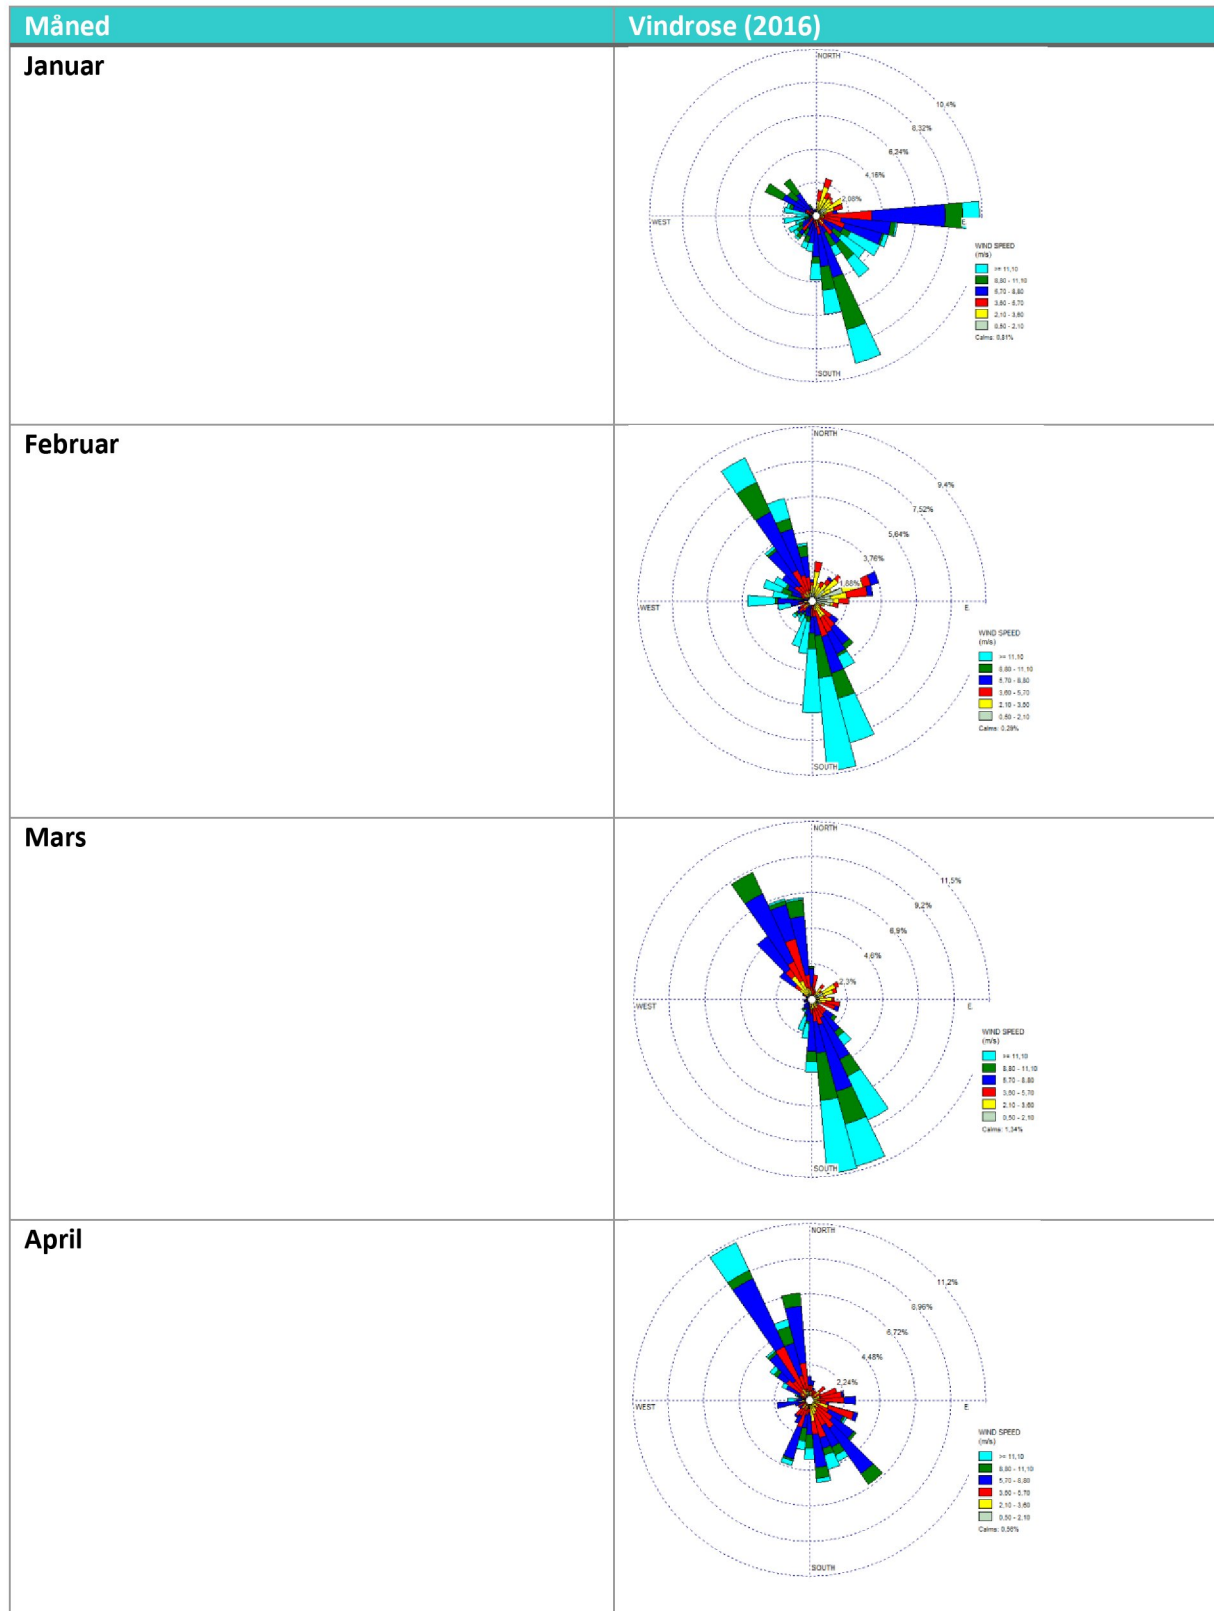 Måned Vindrose (2016)
Januar
NORTH
10,4%
8,32%
6,24%
4,16%
2,08%
WEST
E
SOUTH
WIND SPEED
(m/s)
>= 11,10
8,80 - 11,10
5,70 - 8,80
3,60 - 5,70
2,10 - 3,60
0,50 - 2,10
Calms: 0,81%
Februar
NORTH
9,4%
7,52%
5,64%
3,76%
1,88%
WEST
E
SOUTH
WIND SPEED
(m/s)
>= 11,10
8,80 - 11,10
5,70 - 8,80
3,60 - 5,70
2,10 - 3,60
0,50 - 2,10
Calms: 0,29%
Mars
NORTH
11,5%
9,2%
6,9%
4,6%
2,3%
WEST
E
SOUTH
WIND SPEED
(m/s)
>= 11,10
8,80 - 11,10
5,70 - 8,80
3,60 - 5,70
2,10 - 3,60
0,50 - 2,10
Calms: 1,34%
April
NORTH
11,2%
8,96%
6,72%
4,48%
2,24%
WEST
E
SOUTH
WIND SPEED
(m/s)
>= 11,10
8,80 - 11,10
5,70 - 8,80
3,60 - 5,70
2,10 - 3,60
0,50 - 2,10
Calms: 0,56%